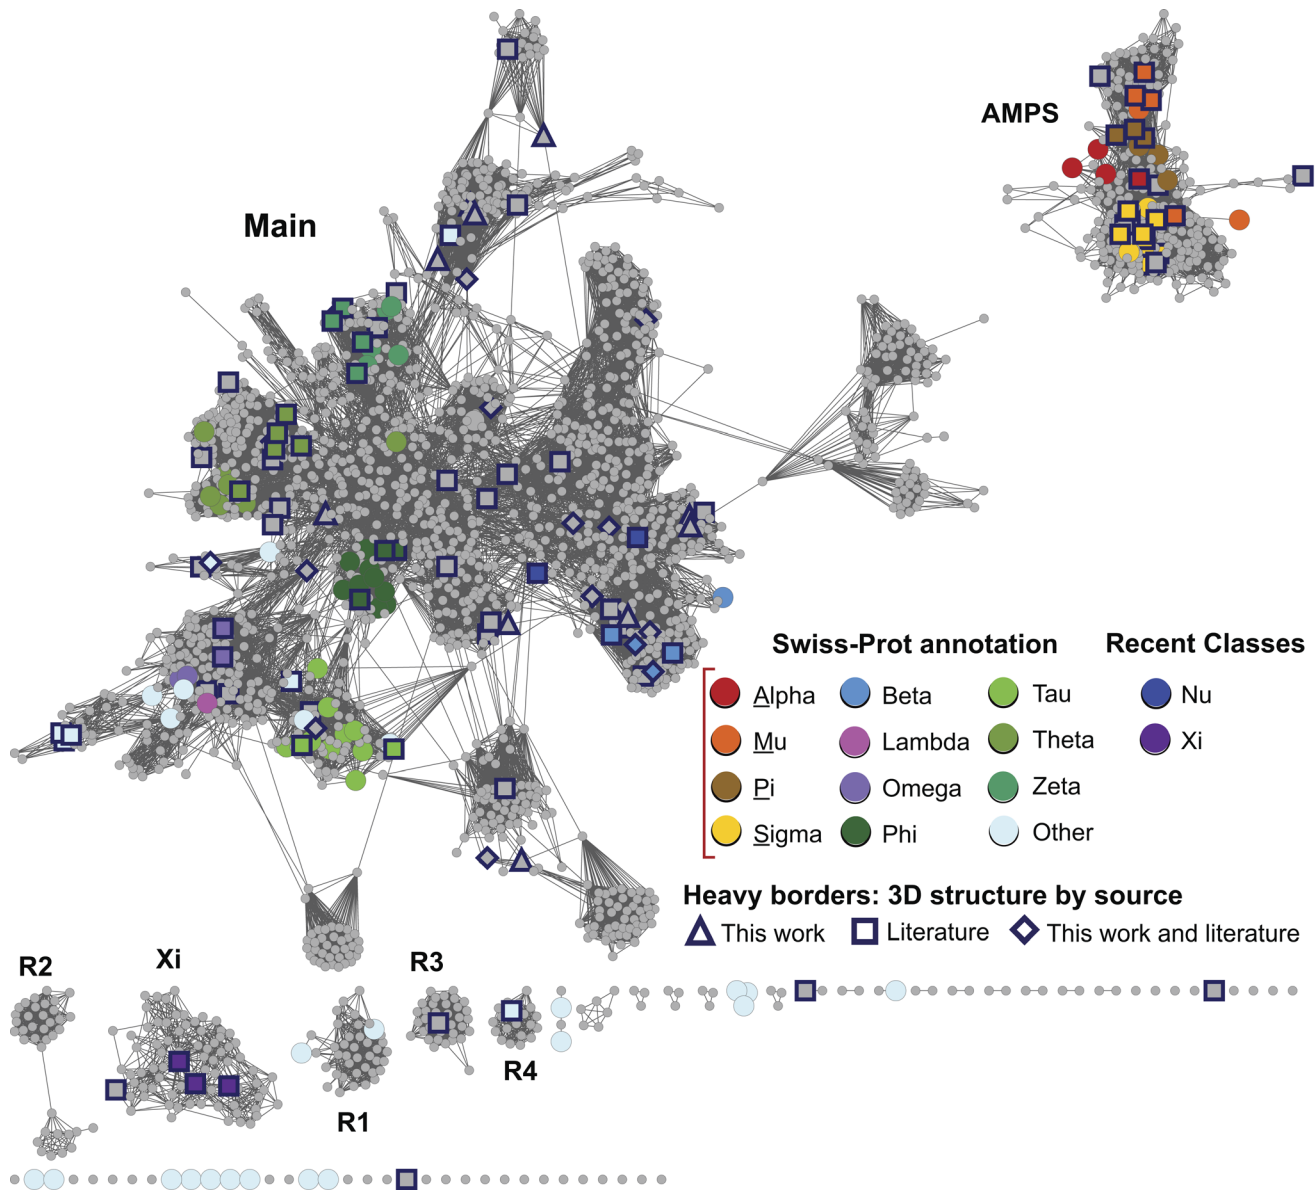 AMPS
Main
Swiss-Prot annotation
Recent Classes
Alpha
Beta
Tau
Nu
Mu
Lambda
Theta
Xi
Pi
Omega
Zeta
Sigma
Phi
Other
Heavy borders: 3D structure by source
This work
Literature
This work and literature
R2
Xi
R3
R4
R1